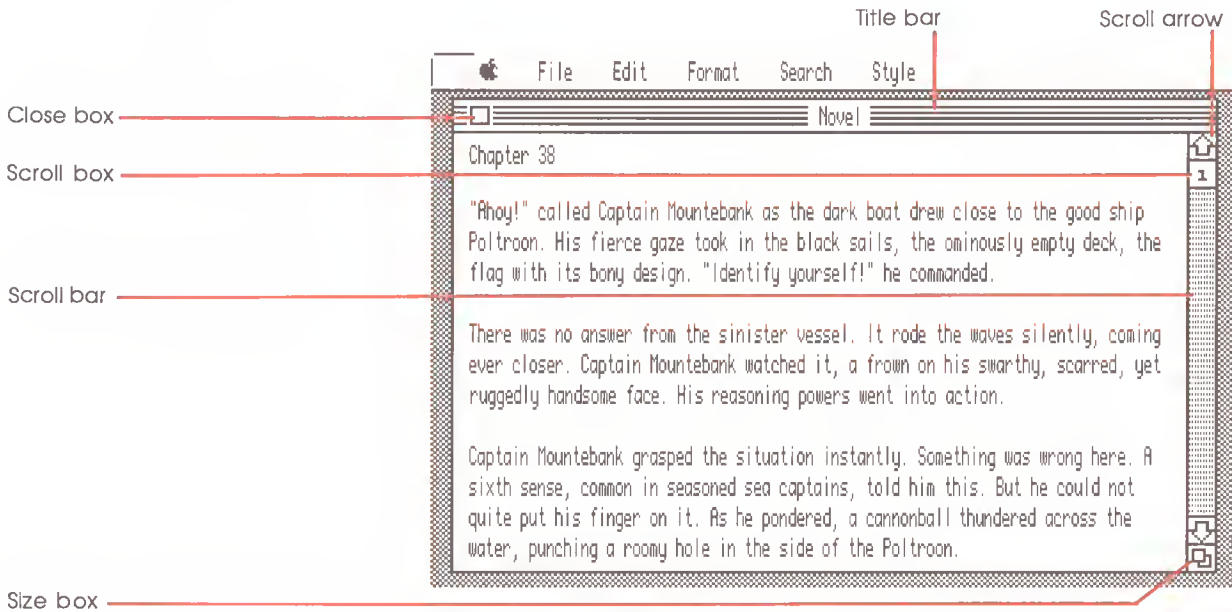 Title bar
Scroll arrow
File Edit Format Search Style
Close box
Novel
Chapter 38
Scroll box
1
"Ahoy!" called Captain Mountebank as the dark boat drew close to the good ship
Poltroon. His fierce gaze took in the black sails, the ominously empty deck, the
flag with its bony design. "Identify yourself!" he commanded.
Scroll bar
There was no answer from the sinister vessel. It rode the waves silently, coming
ever closer. Captain Mountebank watched it, a frown on his swarthy, scarred, yet
ruggedly handsome face. His reasoning powers went into action.
Captain Mountebank grasped the situation instantly. Something was wrong here. A
sixth sense, common in seasoned sea captains, told him this. But he could not
quite put his finger on it. As he pondered, a cannonball thundered across the
water, punching a roomy hole in the side of the Poltroon.
Size box